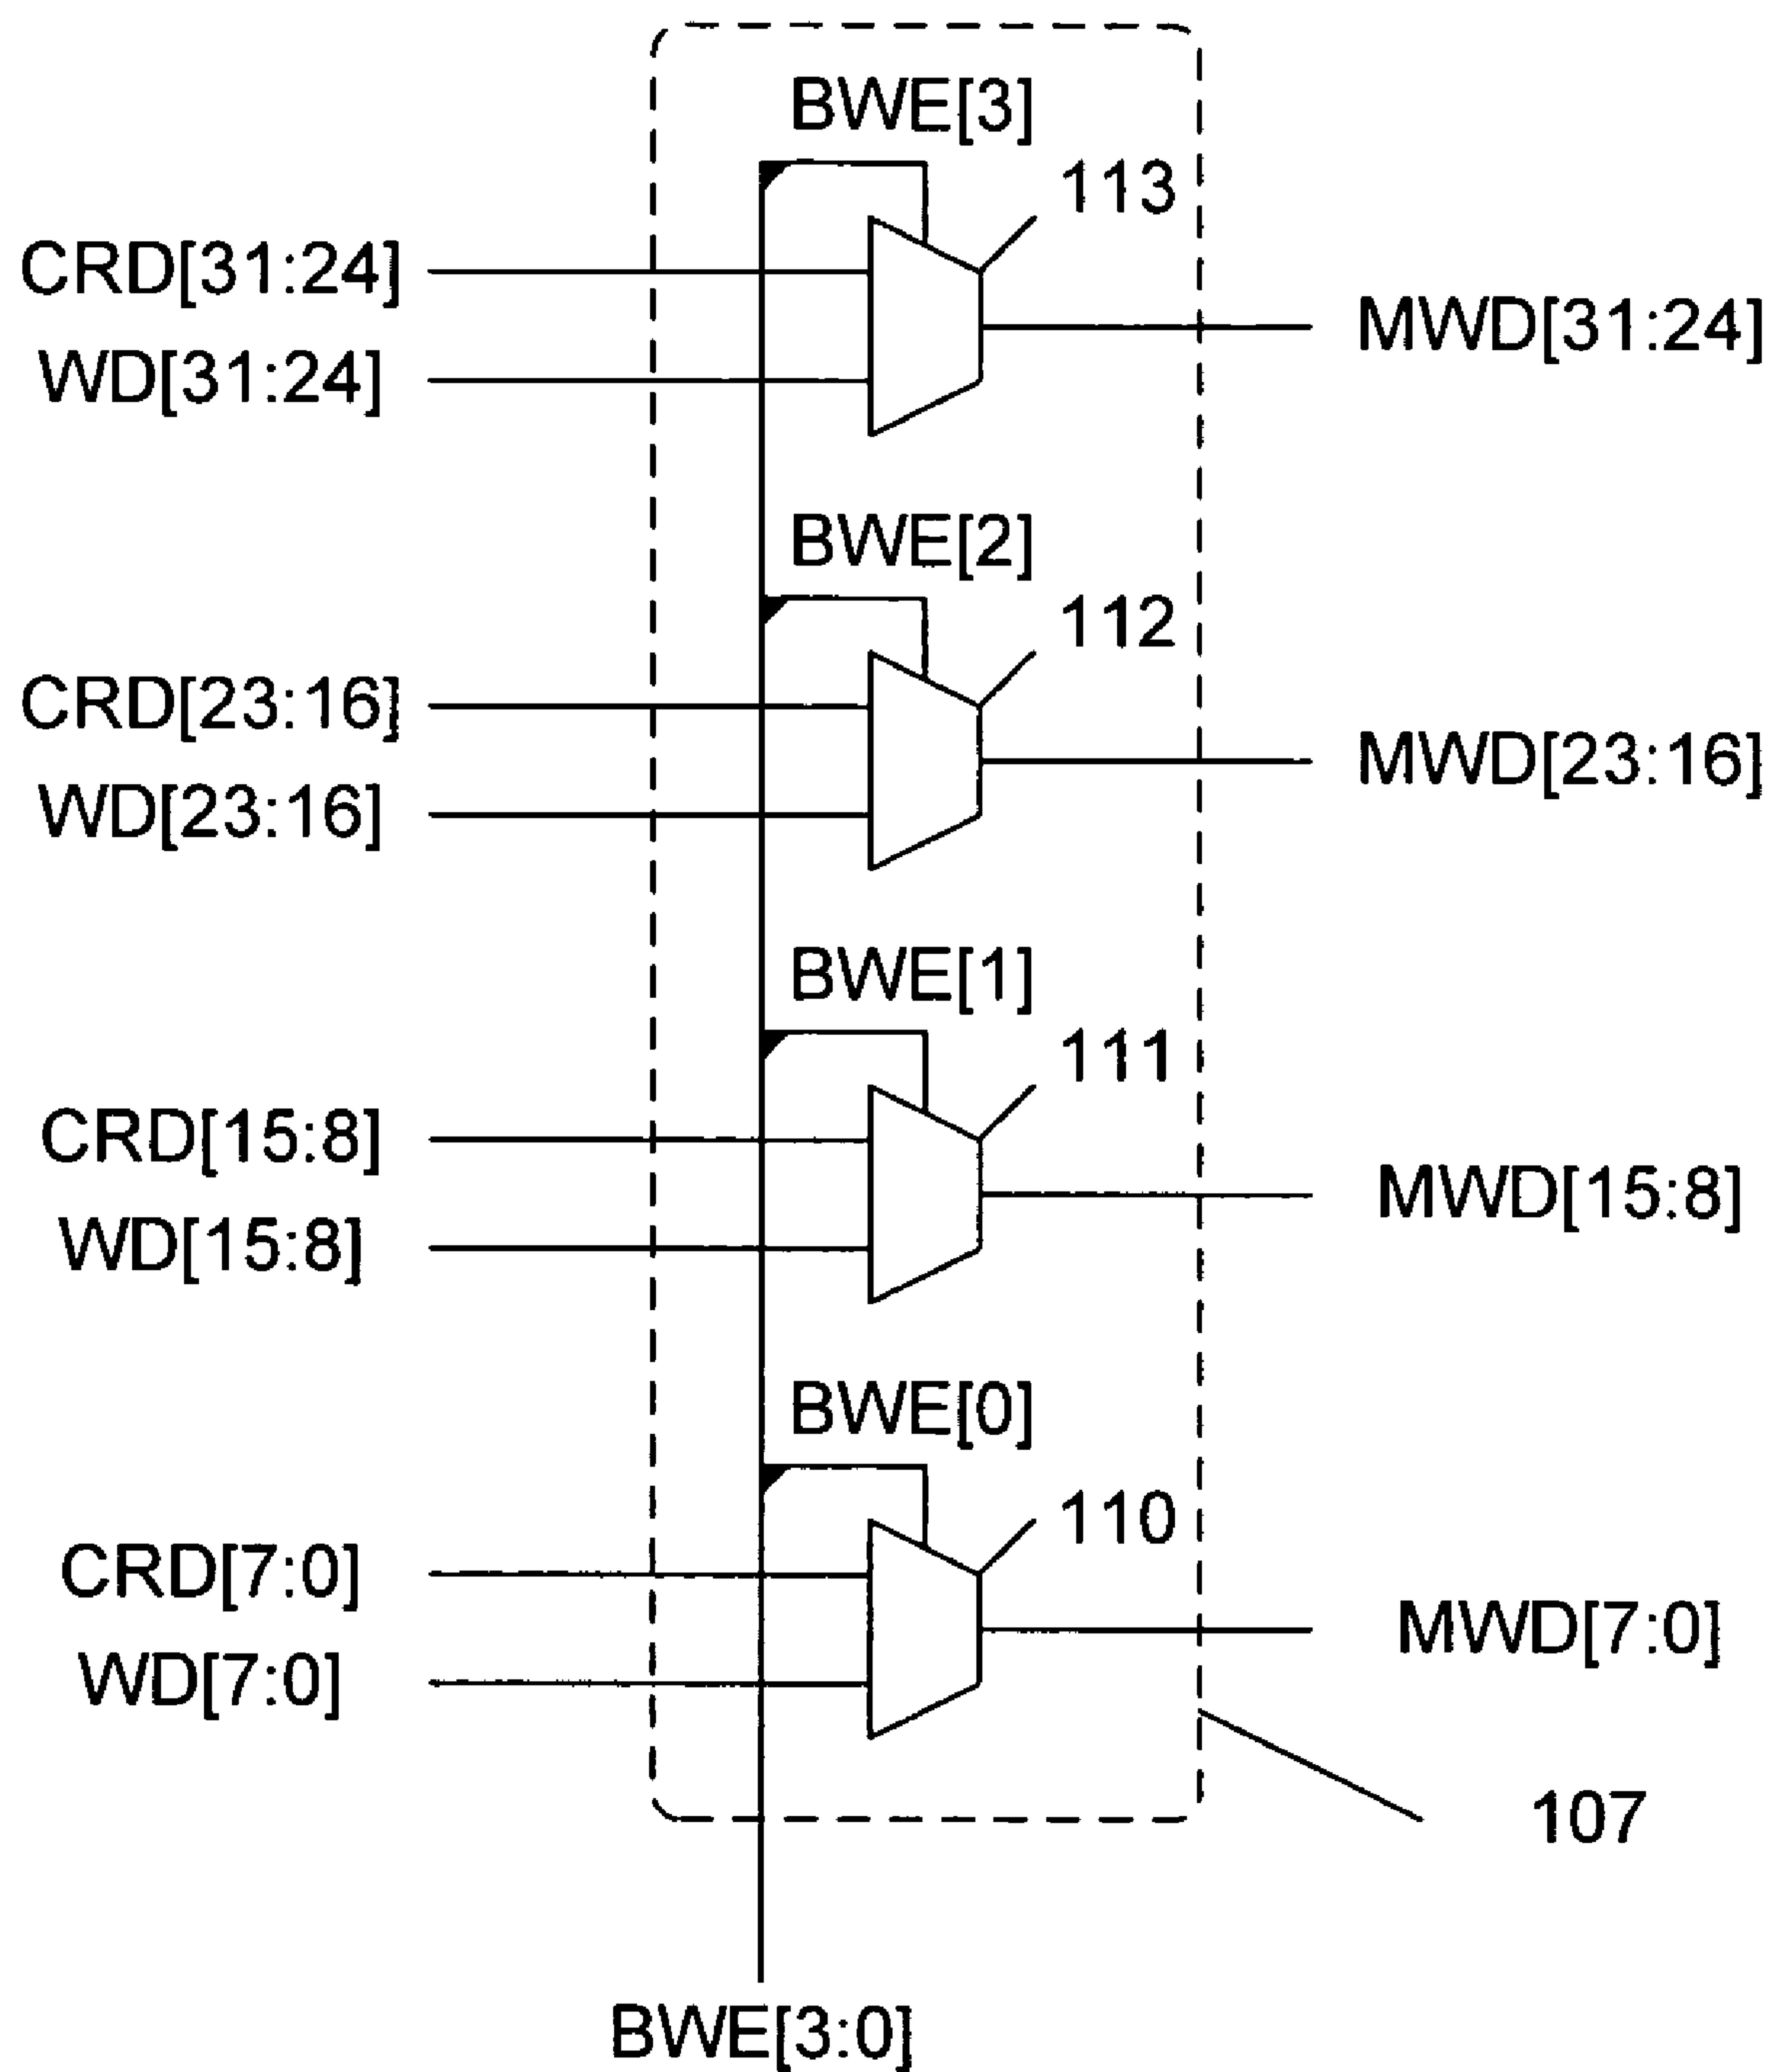 BWE[3]
113
CRD[31:24]
WD[31:24]
MWD[31:24]
BWE[2]
112
CRD[23:16]
WD[23:16]
MWD[23:16]
BWE[1]
111
CRD[15:8]
WD[15:8]
MWD[15:8]
BWE[0]
110
CRD[7:0]
WD[7:0]
MWD[7:0]
107
BWE[3:0]